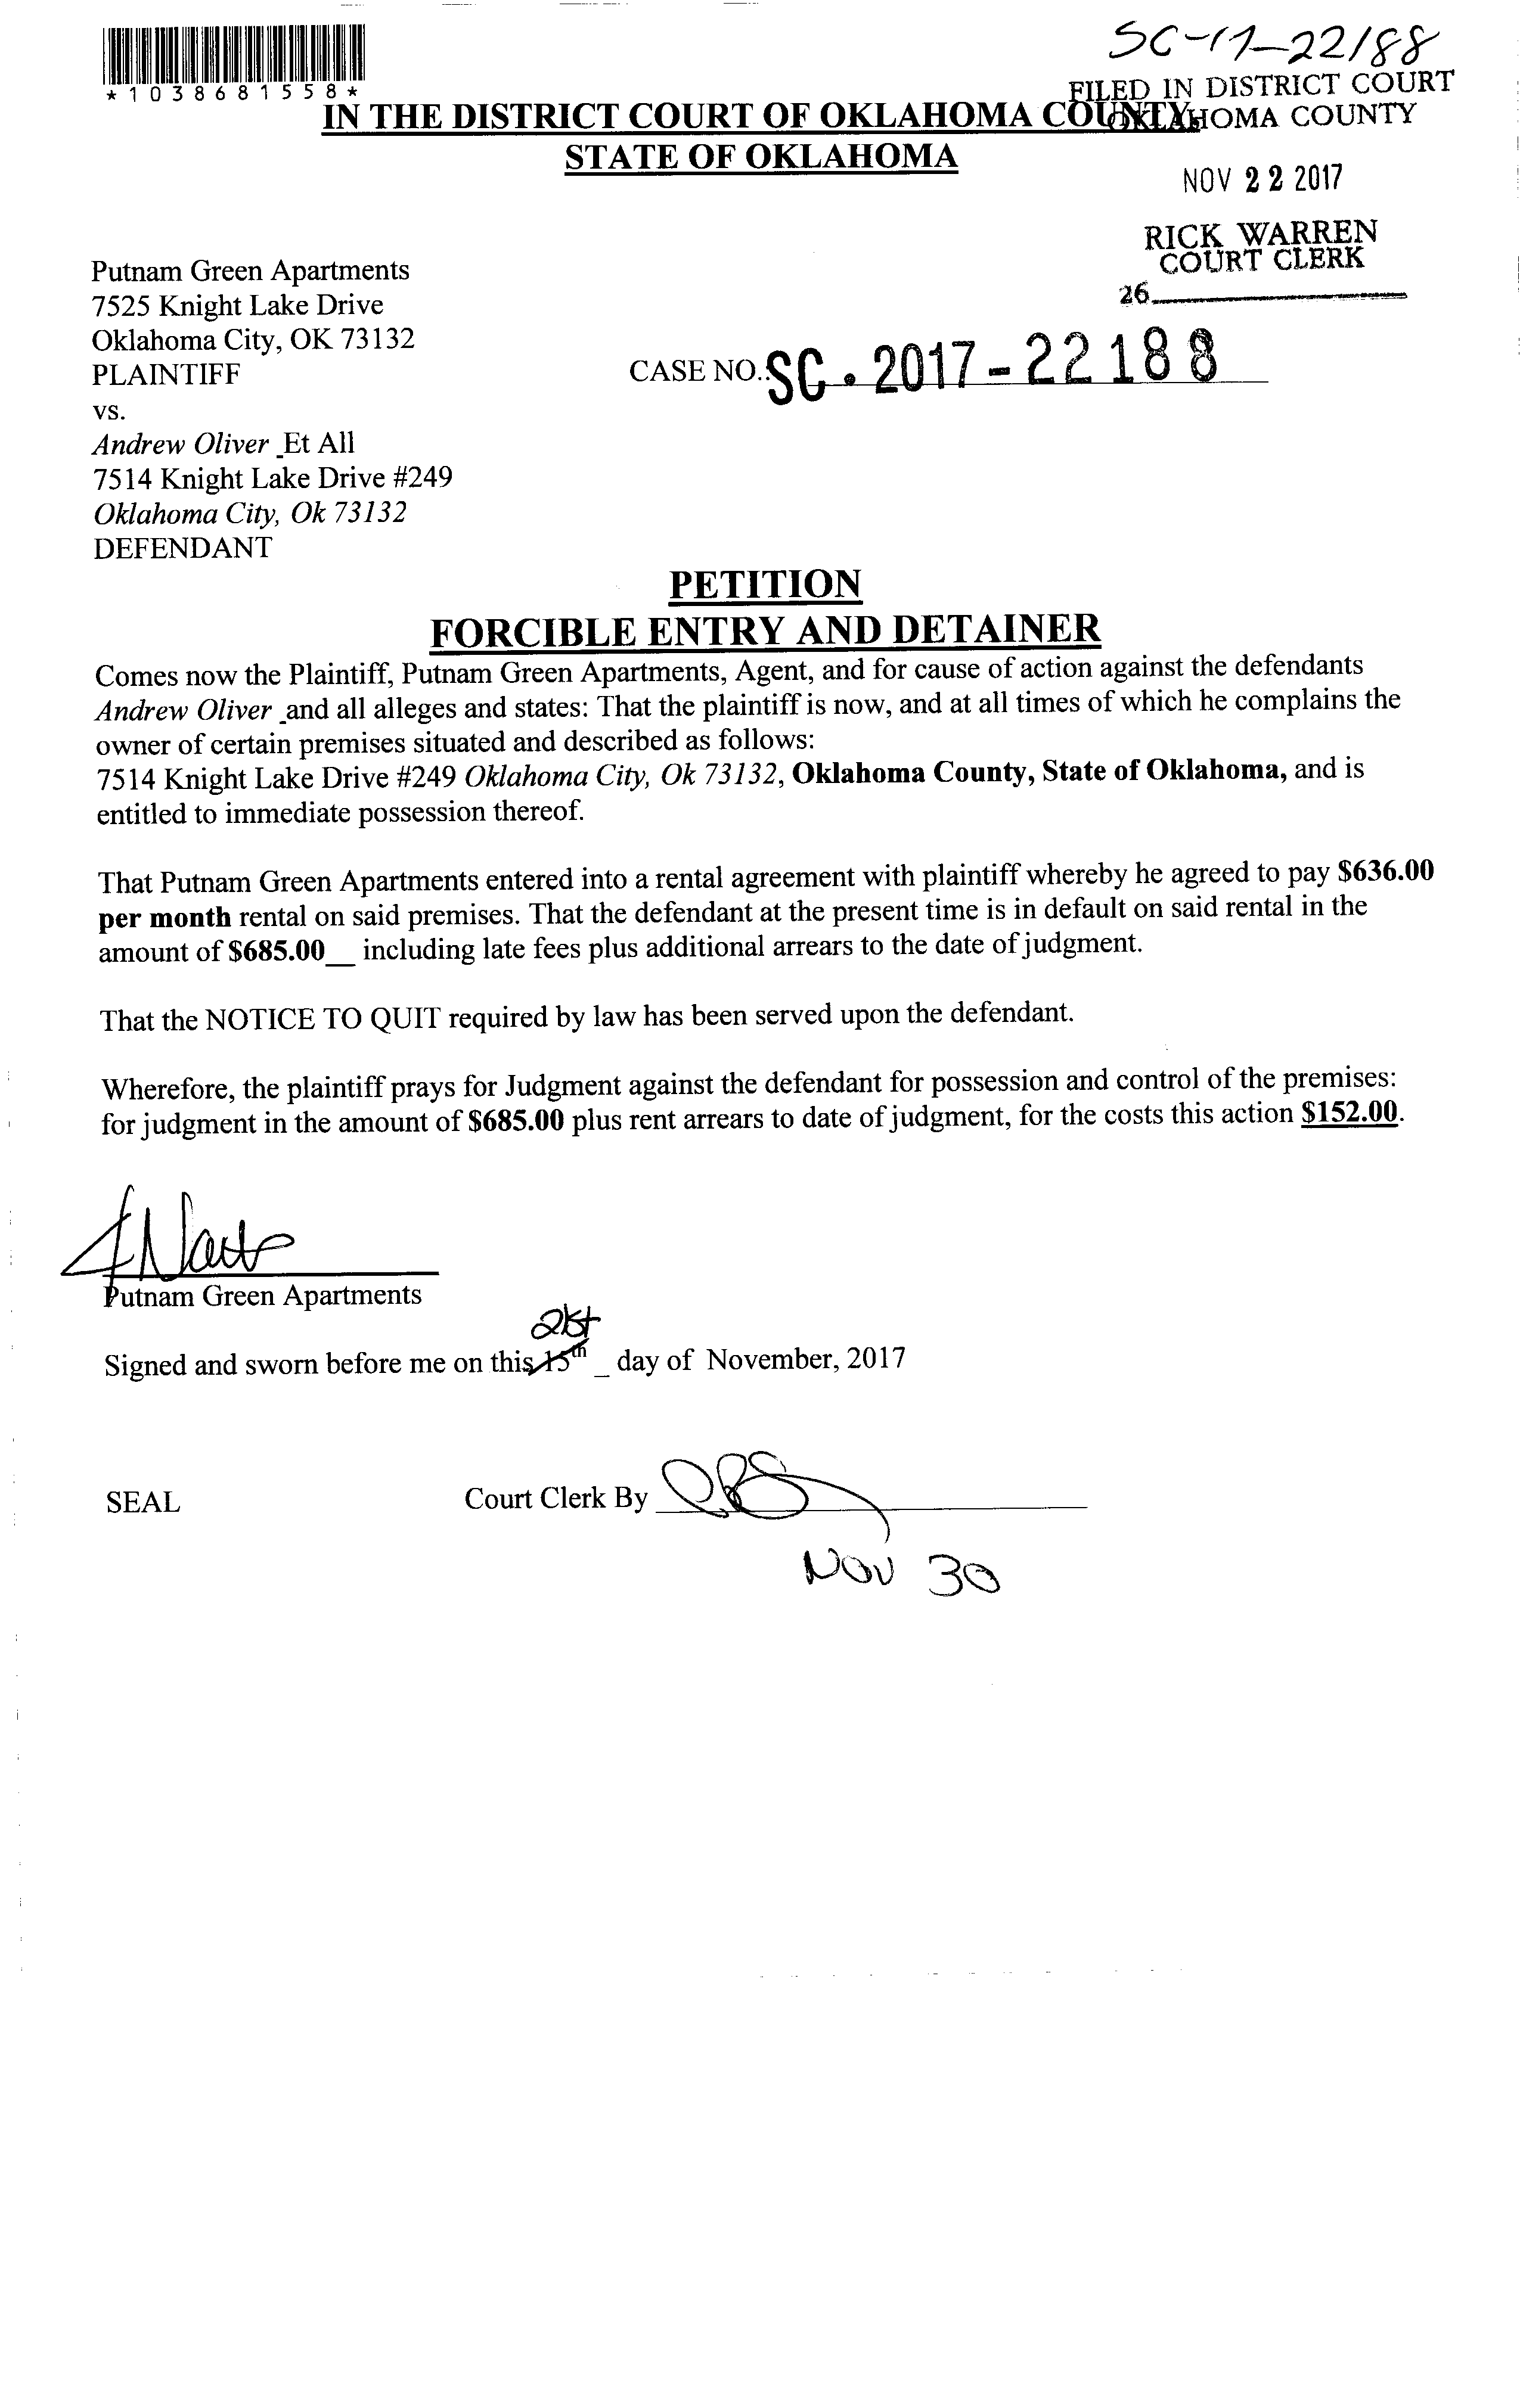 SC-17-22188
*1038681558*
FILED IN DISTRICT COURT
OKLAHOMA COUNTY
IN THE DISTRICT COURT OF OKLAHOMA COUNTY,
STATE OF OKLAHOMA
NOV 22 2017
RICK WARREN
COURT CLERK
26
Putnam Green Apartments
7525 Knight Lake Drive
Oklahoma City, OK 73132
PLAINTIFF
CASE NO.: SC. 2017-22188
vs.
Andrew Oliver _Et All
7514 Knight Lake Drive #249
Oklahoma City, Ok 73132
DEFENDANT
PETITION
FORCIBLE ENTRY AND DETAINER
Comes now the Plaintiff, Putnam Green Apartments, Agent, and for cause of action against the defendants
Andrew Oliver _and all alleges and states: That the plaintiff is now, and at all times of which he complains the
owner of certain premises situated and described as follows:
7514 Knight Lake Drive #249 Oklahoma City, Ok 73132, Oklahoma County, State of Oklahoma, and is
entitled to immediate possession thereof.
That Putnam Green Apartments entered into a rental agreement with plaintiff whereby he agreed to pay $636.00
per month rental on said premises. That the defendant at the present time is in default on said rental in the
amount of $685.00__ including late fees plus additional arrears to the date of judgment.
That the NOTICE TO QUIT required by law has been served upon the defendant.
Wherefore, the plaintiff prays for Judgment against the defendant for possession and control of the premises:
for judgment in the amount of $685.00 plus rent arrears to date of judgment, for the costs this action $152.00.
Putnam Green Apartments
21st
Signed and sworn before me on this 15th _ day of November, 2017
SEAL
Court Clerk By
NOV 30